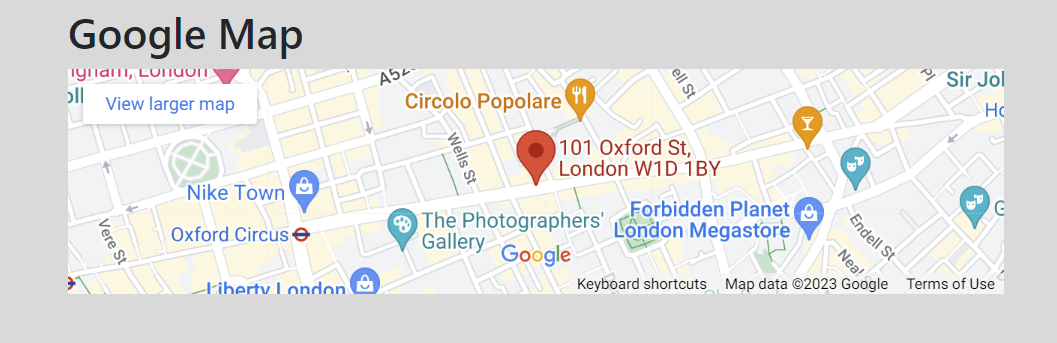 Google Map
View larger map
Circolo Popolare
Wells St
101 Oxford St,
London W1D 1BY
Nike Town
Oxford Circus
The Photographers'
Gallery
Forbidden Planet
London Megastore
Vere St
Endell St
Google
Liberty London
Keyboard shortcuts
Map data ©2023 Google
Terms of Use